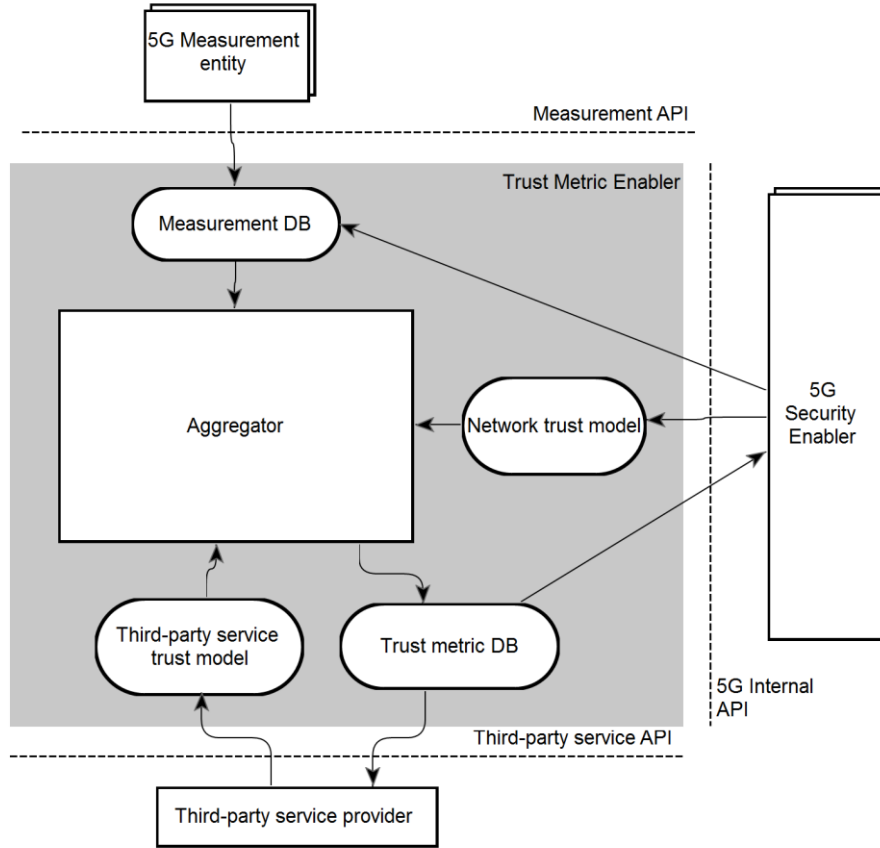 5G Measurement
entity
Measurement API
Trust Metric Enabler
Measurement DB
Aggregator
Network trust model
5G
Security
Enabler
Third-party service
trust model
Trust metric DB
5G Internal
API
Third-party service API
Third-party service provider